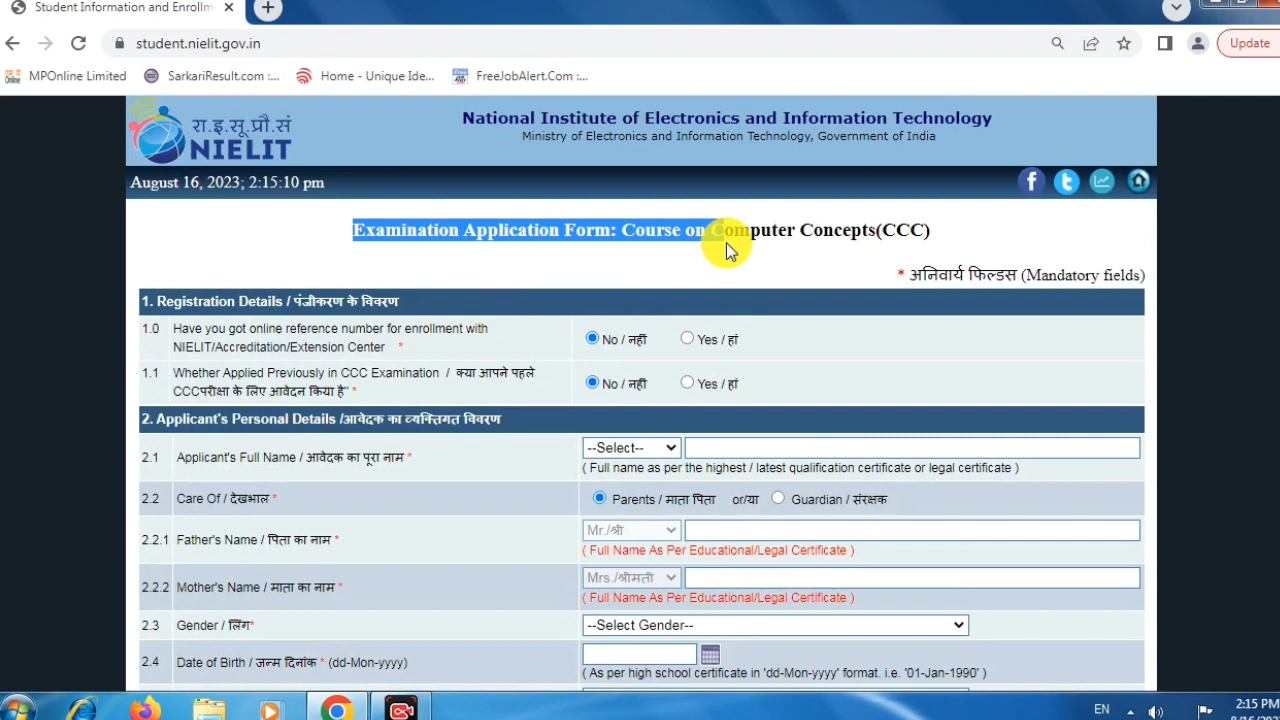 Student Information and Enrollm
student.nielit.gov.in
Update
MPOnline Limited
SarkariResult.com :...
Home - Unique Ide...
FreeJobAlert.Com :...
रा.इ.सू.प्रौ.सं
NIELIT
National Institute of Electronics and Information Technology
Ministry of Electronics and Information Technology, Government of India
August 16, 2023; 2:15:10 pm
Examination Application Form: Course on Computer Concepts(CCC)
* अनिवार्य फिल्डस (Mandatory fields)
1. Registration Details / पंजीकरण के विवरण
1.0 Have you got online reference number for enrollment with
NIELIT/Accreditation/Extension Center *
No / नहीं Yes / हां
1.1 Whether Applied Previously in CCC Examination / क्या आपने पहले
CCCपरीक्षा के लिए आवेदन किया है" *
No / नहीं Yes / हां
2. Applicant's Personal Details /आवेदक का व्यक्तिगत विवरण
2.1 Applicant's Full Name / आवेदक का पूरा नाम *
--Select--
( Full name as per the highest / latest qualification certificate or legal certificate )
2.2 Care Of / देखभाल *
Parents / माता पिता or/या Guardian / संरक्षक
2.2.1 Father's Name / पिता का नाम *
Mr./श्री
( Full Name As Per Educational/Legal Certificate )
2.2.2 Mother's Name / माता का नाम *
Mrs./श्रीमती
( Full Name As Per Educational/Legal Certificate )
2.3 Gender / लिंग*
--Select Gender--
2.4 Date of Birth / जन्म दिनांक * (dd-Mon-yyyy)
( As per high school certificate in 'dd-Mon-yyyy' format. i.e. '01-Jan-1990' )
EN
2:15 PM